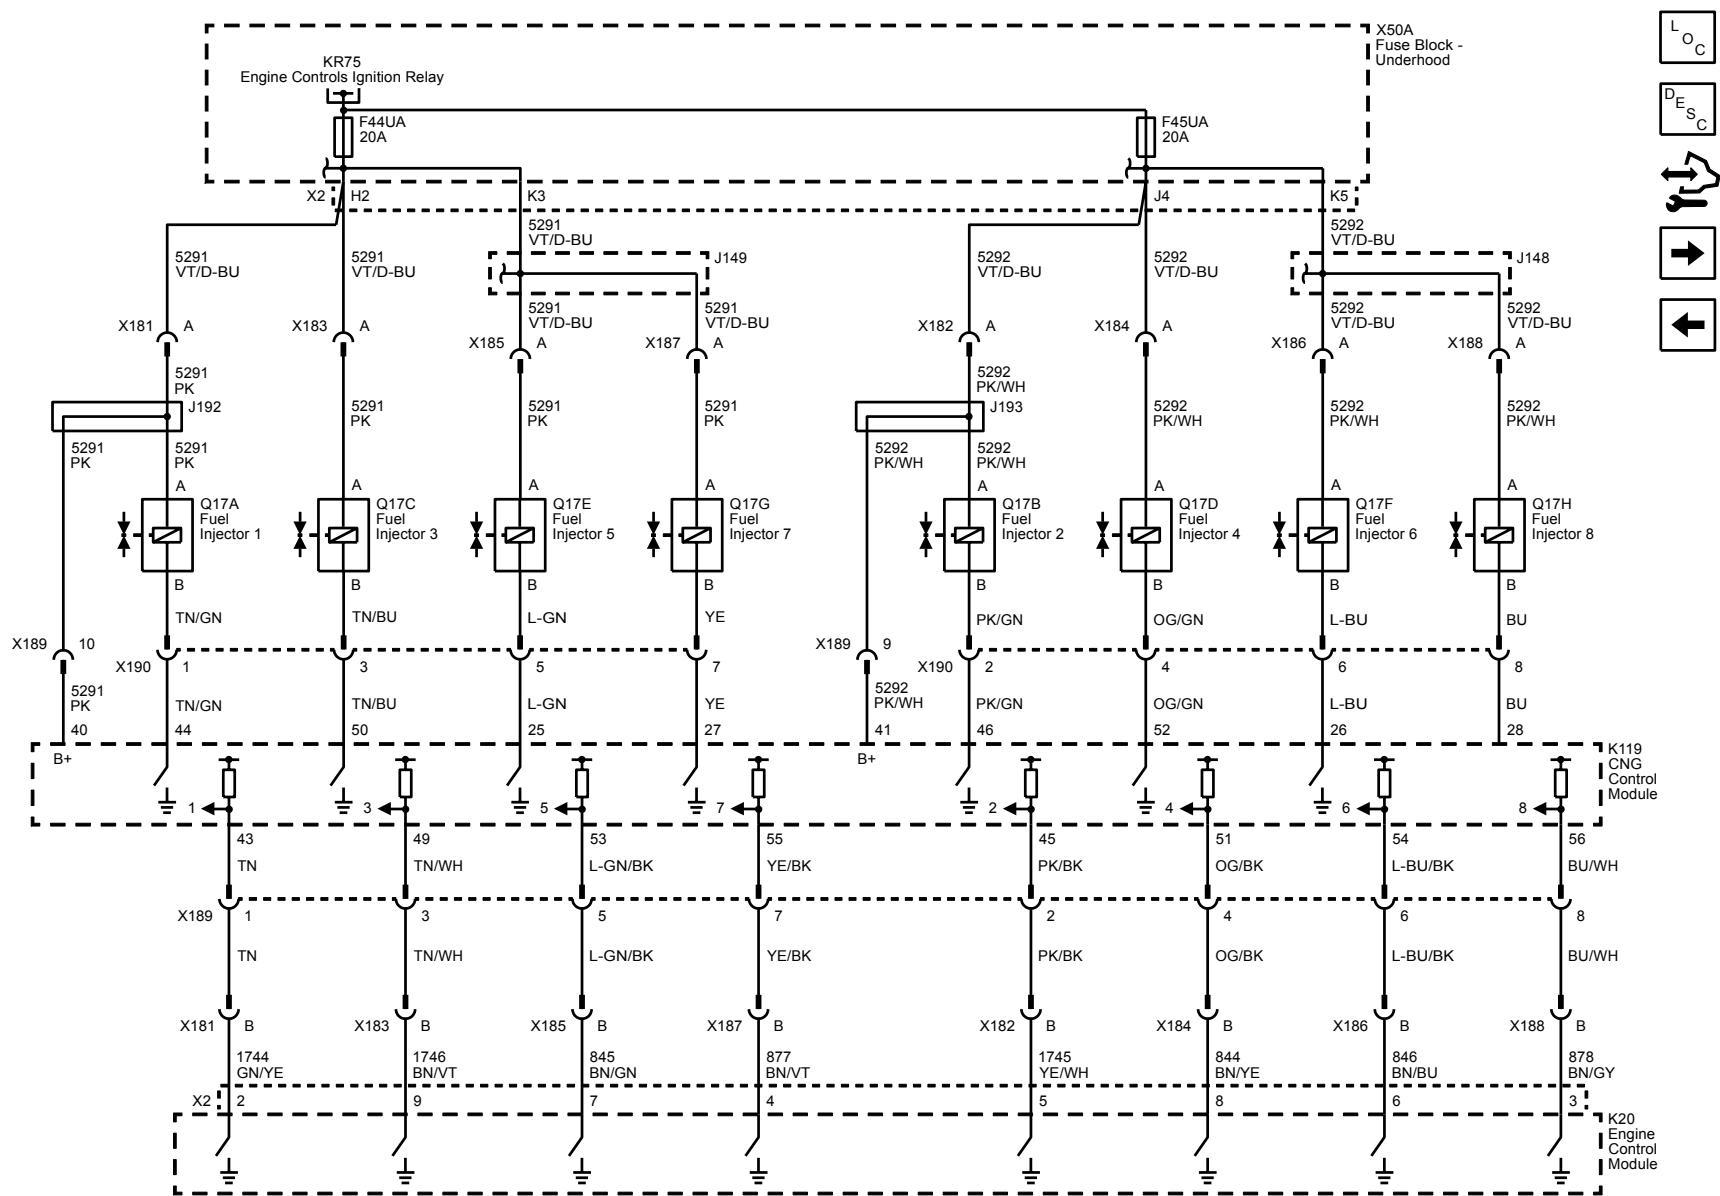 X50A
Fuse Block -
Underhood
L
O
C
KR75
Engine Controls Ignition Relay
D
E
S
C
F44UA
20A
F45UA
20A
X2 H2 K3 J4 K5
5291
VT/D-BU
5292
VT/D-BU
5291
VT/D-BU
5291
VT/D-BU
J149
5292
VT/D-BU
5292
VT/D-BU
J148
5291
VT/D-BU
5291
VT/D-BU
5292
VT/D-BU
5292
VT/D-BU
X181 A X183 A X185 A X187 A X182 A X184 A X186 A X188 A
5291
PK
5292
PK/WH
J192
J193
5291
PK
5291
PK
5291
PK
5292
PK/WH
5292
PK/WH
5292
PK/WH
5291
PK
5291
PK
5292
PK/WH
5292
PK/WH
A A A A A A A A
Q17A
Fuel
Injector 1
Q17C
Fuel
Injector 3
Q17E
Fuel
Injector 5
Q17G
Fuel
Injector 7
Q17B
Fuel
Injector 2
Q17D
Fuel
Injector 4
Q17F
Fuel
Injector 6
Q17H
Fuel
Injector 8
B B B B B B B B
TN/GN TN/BU L-GN YE PK/GN OG/GN L-BU BU
X189 10 X189 9
X190 1 3 5 7 X190 2 4 6 8
5291
PK
5292
PK/WH
TN/GN TN/BU L-GN YE PK/GN OG/GN L-BU BU
40 44 50 25 27 41 46 52 26 28
B+ B+
K119
CNG
Control
Module
1 3 5 7 2 4 6 8
43 49 53 55 45 51 54 56
TN TN/WH L-GN/BK YE/BK PK/BK OG/BK L-BU/BK BU/WH
X189 1 3 5 7 2 4 6 8
TN TN/WH L-GN/BK YE/BK PK/BK OG/BK L-BU/BK BU/WH
X181 B X183 B X185 B X187 B X182 B X184 B X186 B X188 B
1744
GN/YE
1746
BN/VT
845
BN/GN
877
BN/VT
1745
YE/WH
844
BN/YE
846
BN/BU
878
BN/GY
X2 2 9 7 4 5 8 6 3
K20
Engine
Control
Module